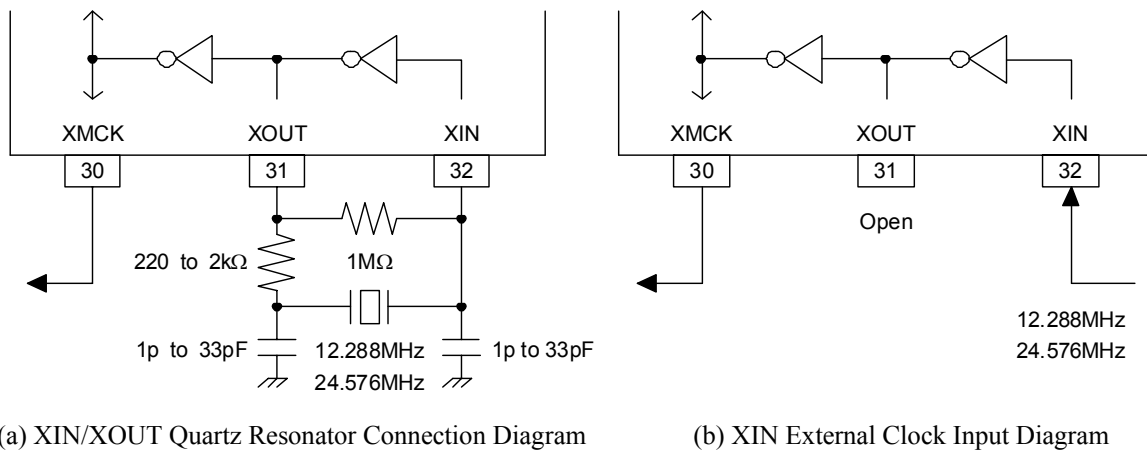 XMCK XOUT XIN
30 31 32
220 to 2kΩ
1MΩ
1p to 33pF
12.288MHz
24.576MHz
1p to 33pF
XMCK XOUT XIN
30 31 32
Open
12.288MHz
24.576MHz
(a) XIN/XOUT Quartz Resonator Connection Diagram
(b) XIN External Clock Input Diagram